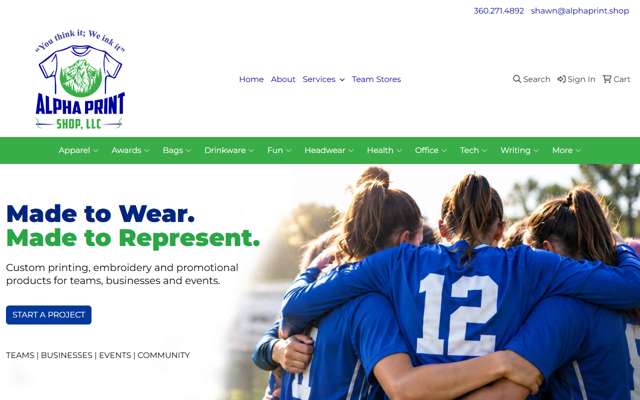 360.271.4892 shawn@alphaprint.shop
"You think it; We ink it"
ALPHA PRINT
SHOP, LLC
Home About Services Team Stores
Search Sign In Cart
Apparel Awards Bags Drinkware Fun Headwear Health Office Tech Writing More
Made to Wear.
Made to Represent.
Custom printing, embroidery and promotional
products for teams, businesses and events.
START A PROJECT
TEAMS | BUSINESSES | EVENTS | COMMUNITY
12
1